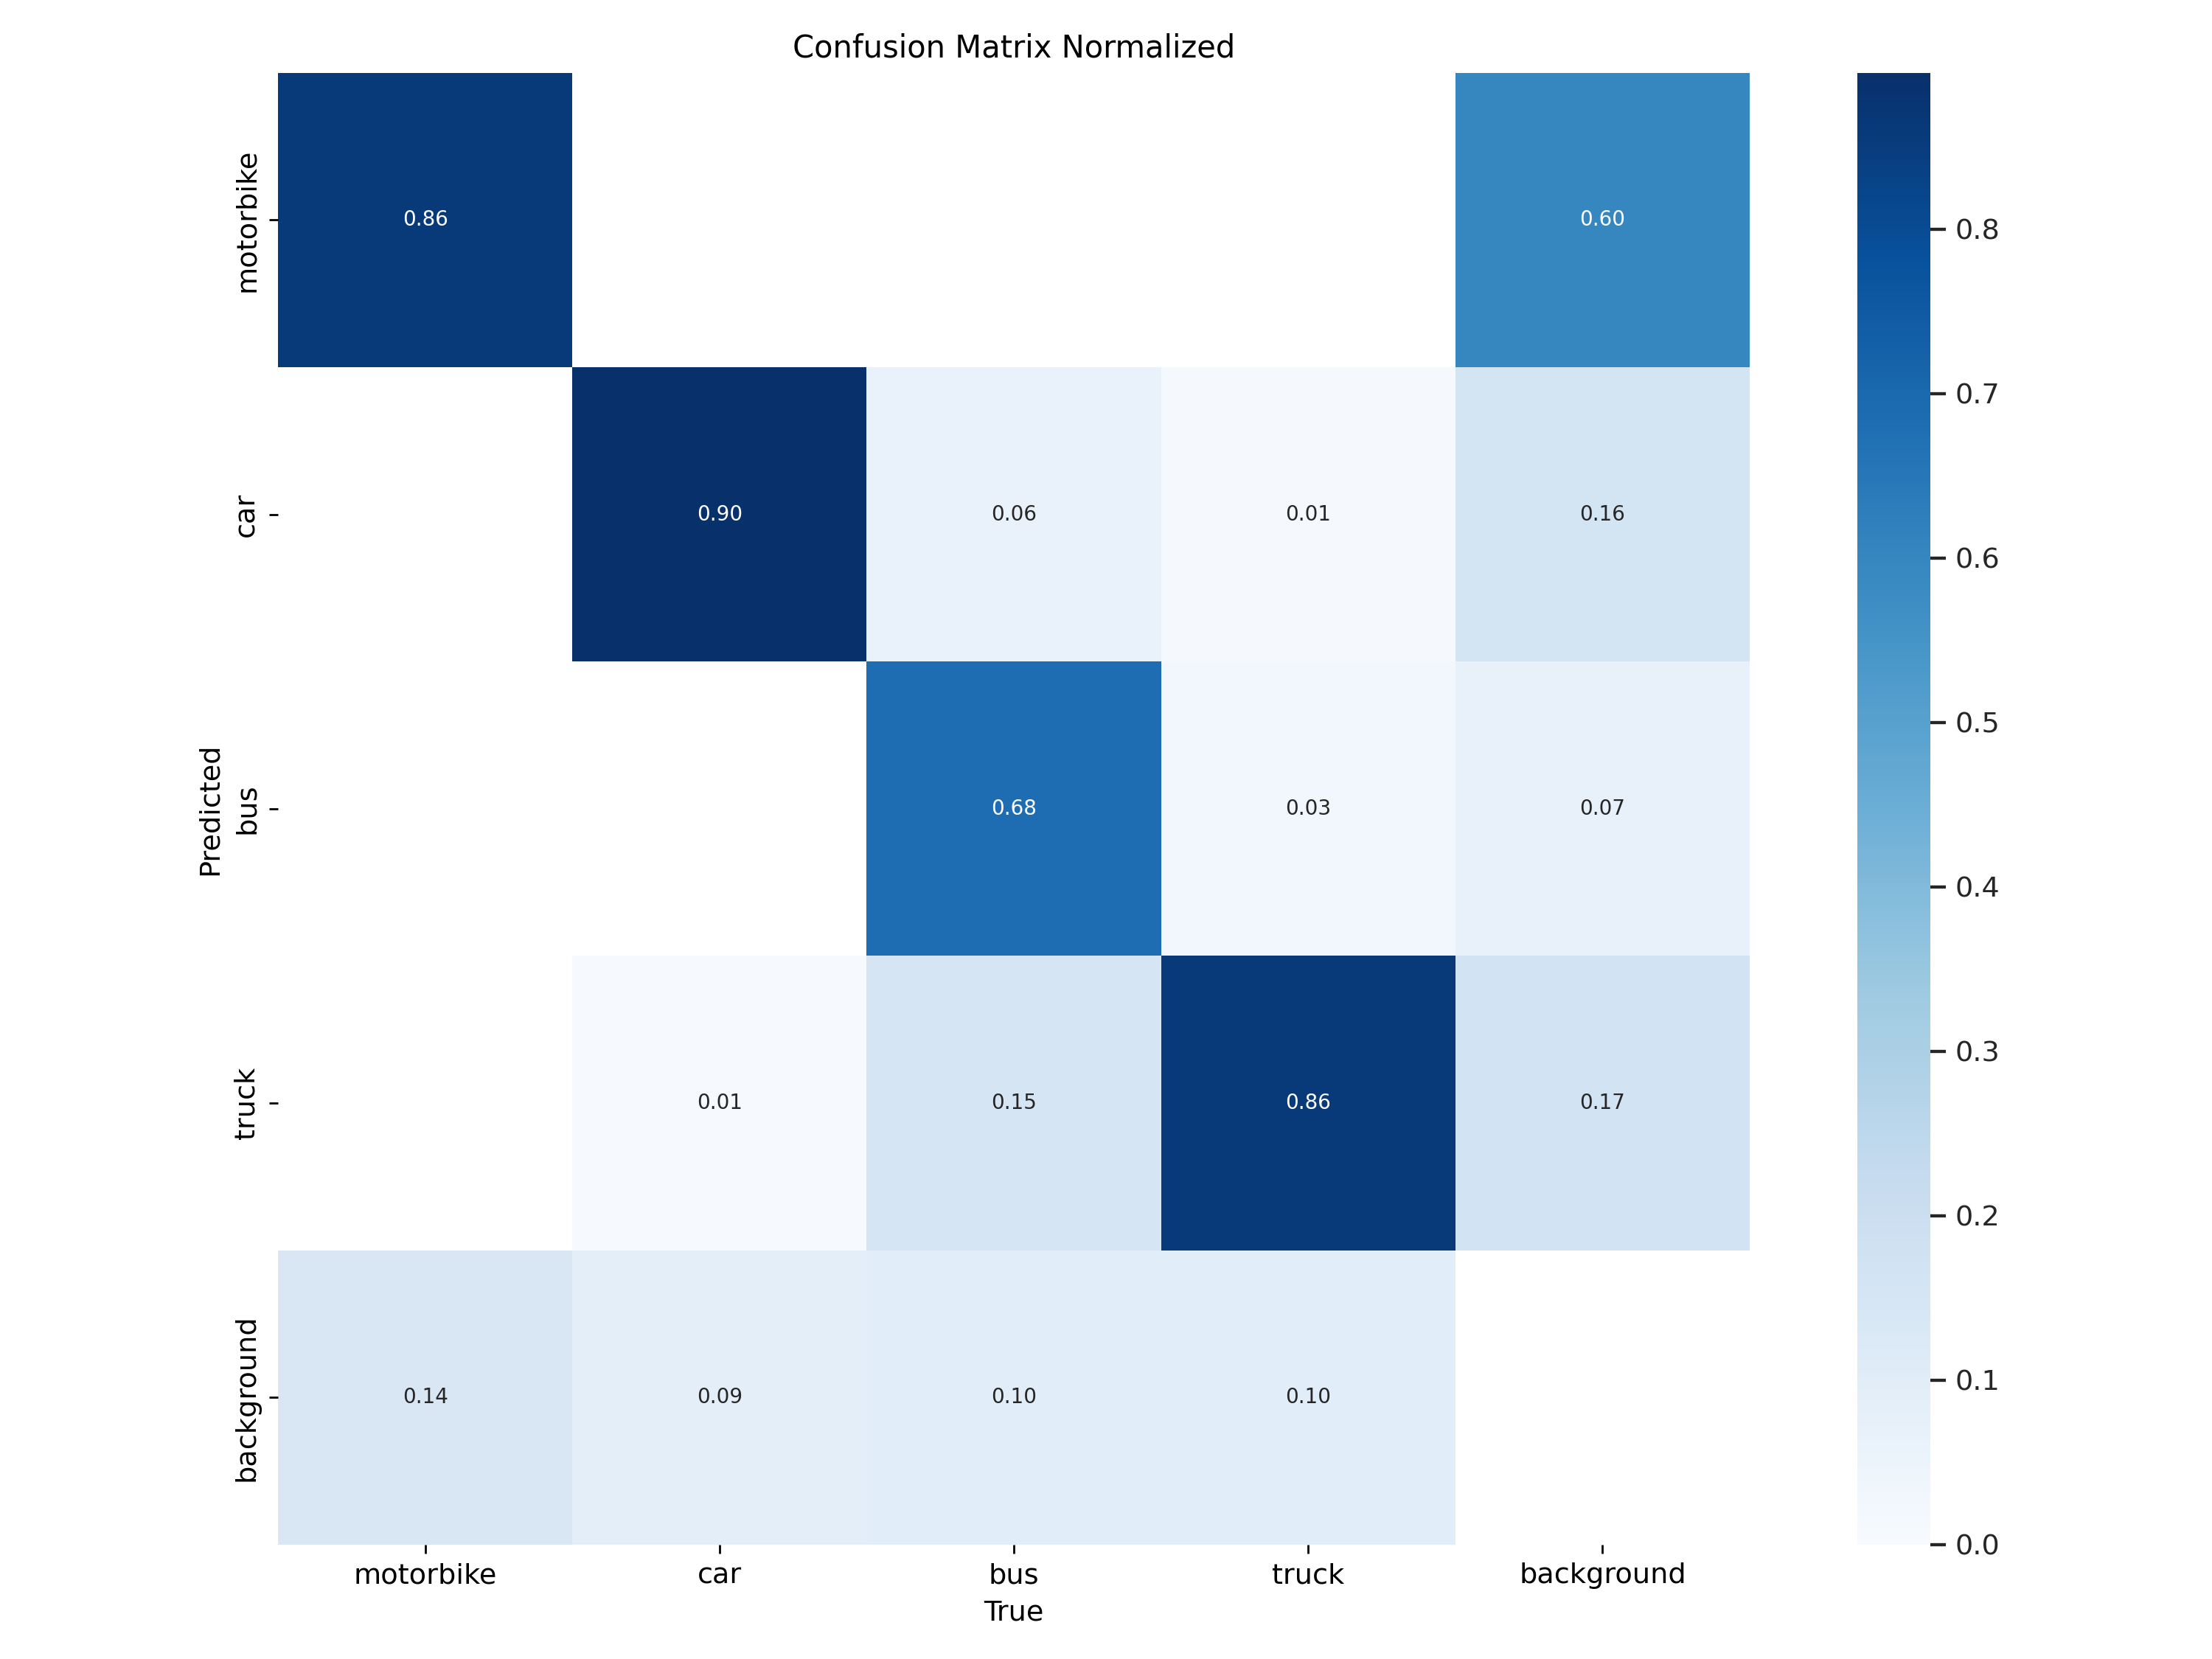 Confusion Matrix Normalized
motorbike
0.86
0.60
car
0.90
0.06
0.01
0.16
Predicted
bus
0.68
0.03
0.07
truck
0.01
0.15
0.86
0.17
background
0.14
0.09
0.10
0.10
motorbike
car
bus
truck
background
True
0.8
0.7
0.6
0.5
0.4
0.3
0.2
0.1
0.0